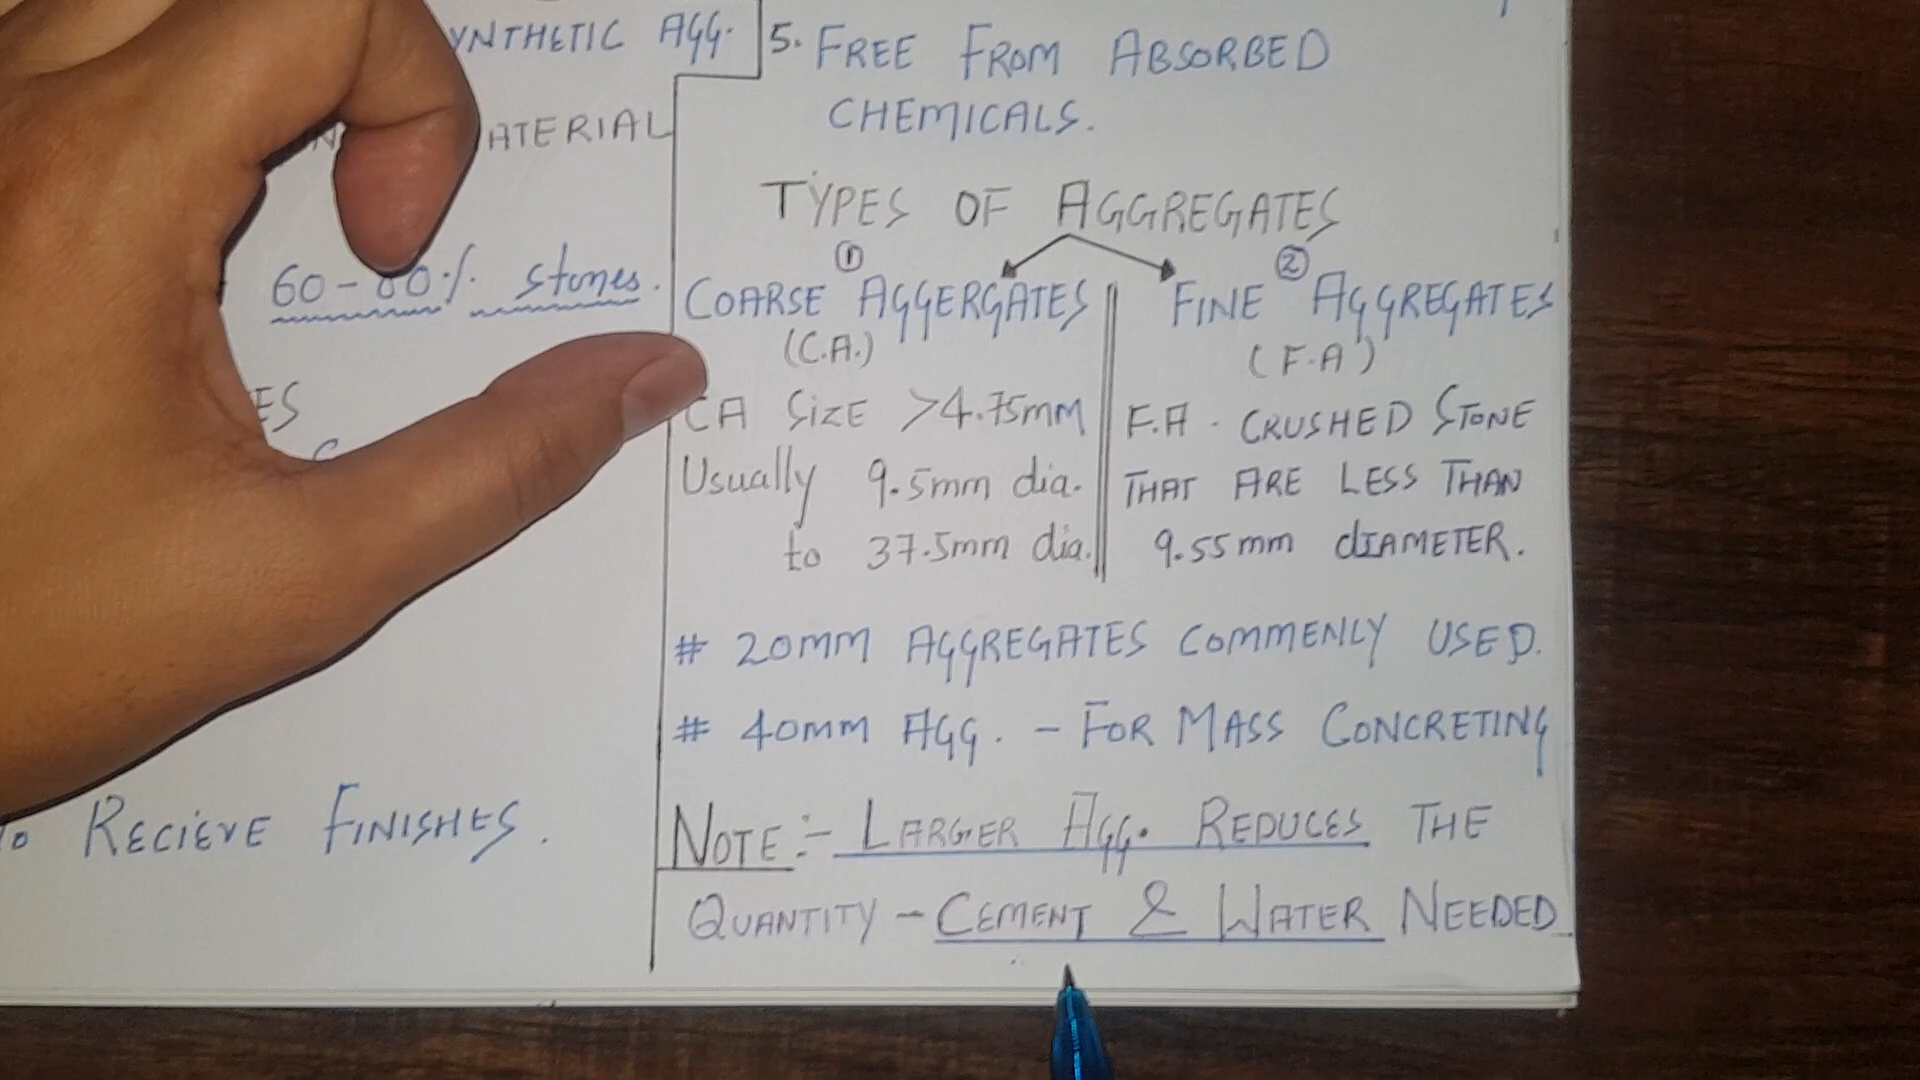 YNTHETIC AGG.
ATERIAL
60-80% stones.
ES
TO RECIEVE FINISHES.
5. FREE FROM ABSORBED
CHEMICALS.
TYPES OF AGGREGATES
① ②
COARSE AGGERGATES
(C.A.)
CA SIZE >4.75mm
Usually 9.5mm dia.
to 37.5mm dia.
FINE AGGREGATES
(F.A)
F.A. CRUSHED STONE
THAT ARE LESS THAN
9.55mm dIAMETER.
# 20mm AGGREGATES COMMENLY USED.
# 40mm AGG. - FOR MASS CONCRETING
NOTE:- LARGER AGG. REDUCES THE
QUANTITY - CEMENT & WATER NEEDED